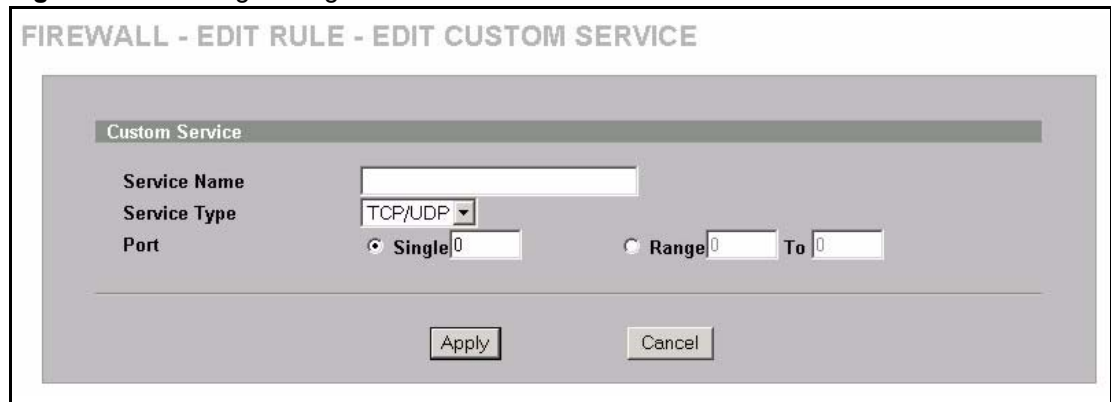 FIREWALL - EDIT RULE - EDIT CUSTOM SERVICE
Custom Service
Service Name
Service Type TCP/UDP
Port Single 0 Range 0 To 0
Apply Cancel